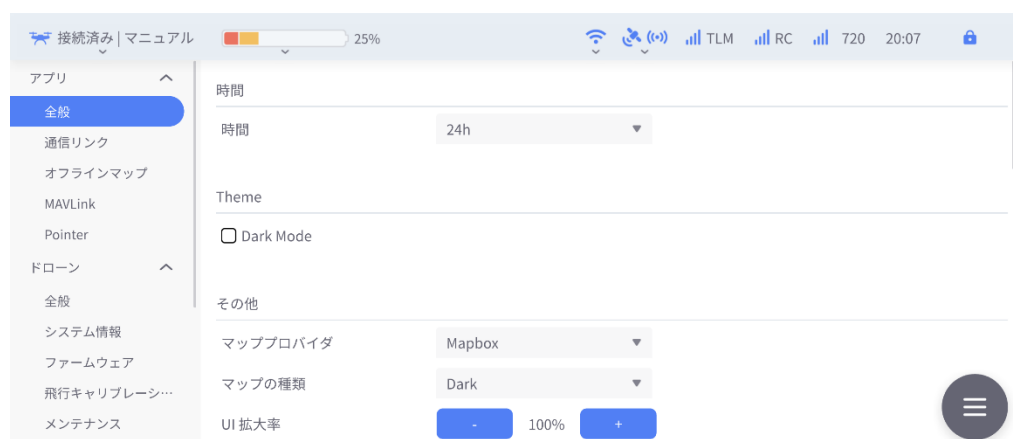 接続済み | マニュアル 25% TLM RC 720 20:07
アプリ
全般
通信リンク
オフラインマップ
MAVLink
Pointer
ドローン
全般
システム情報
ファームウェア
飛行キャリブレーシ…
メンテナンス
時間
時間 24h
Theme
Dark Mode
その他
マッププロバイダ Mapbox
マップの種類 Dark
UI 拡大率 - 100% +